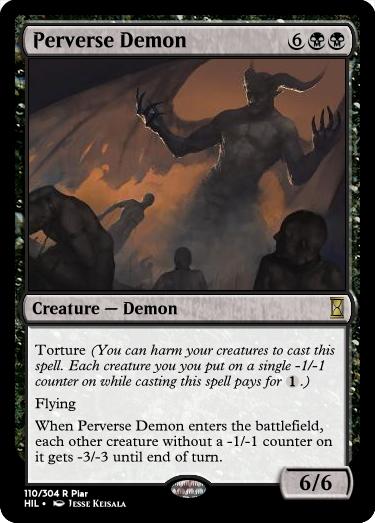 Perverse Demon 6
Creature — Demon
Torture (You can harm your creatures to cast this
spell. Each creature you you put on a single -1/-1
counter on while casting this spell pays for 1.)
Flying
When Perverse Demon enters the battlefield,
each other creature without a -1/-1 counter on
it gets -3/-3 until end of turn.
6/6
110/304 R Plar
HIL • Jesse Keisala